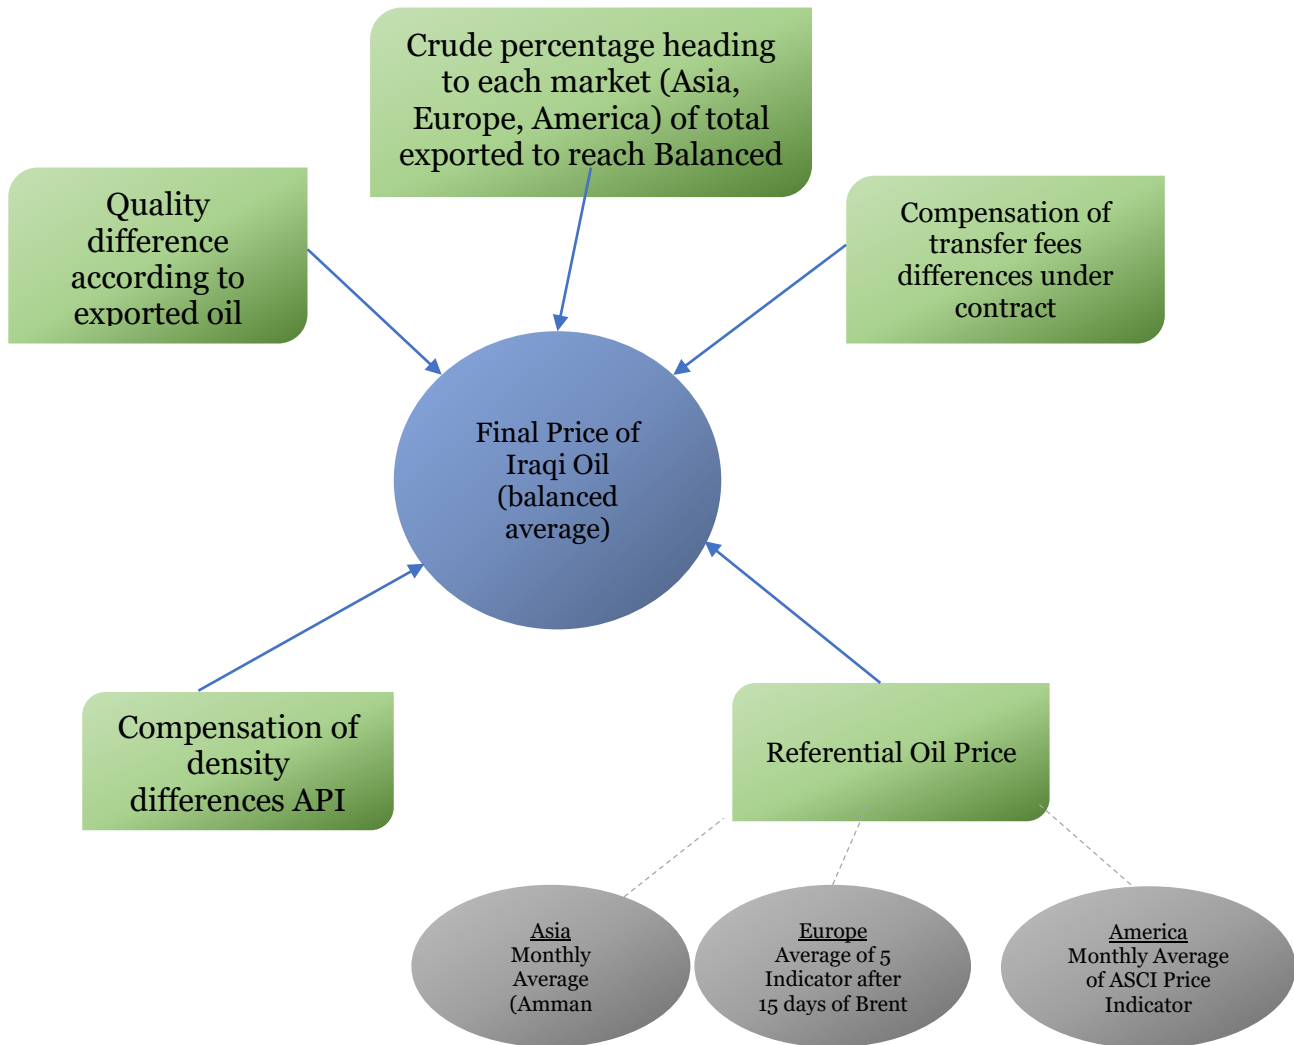 Crude percentage heading
to each market (Asia,
Europe, America) of total
exported to reach Balanced
Quality
difference
according to
exported oil
Compensation of
transfer fees
differences under
contract
Final Price of
Iraqi Oil
(balanced
average)
Compensation of
density
differences API
Referential Oil Price
Asia
Monthly
Average
(Amman
Europe
Average of 5
Indicator after
15 days of Brent
America
Monthly Average
of ASCI Price
Indicator